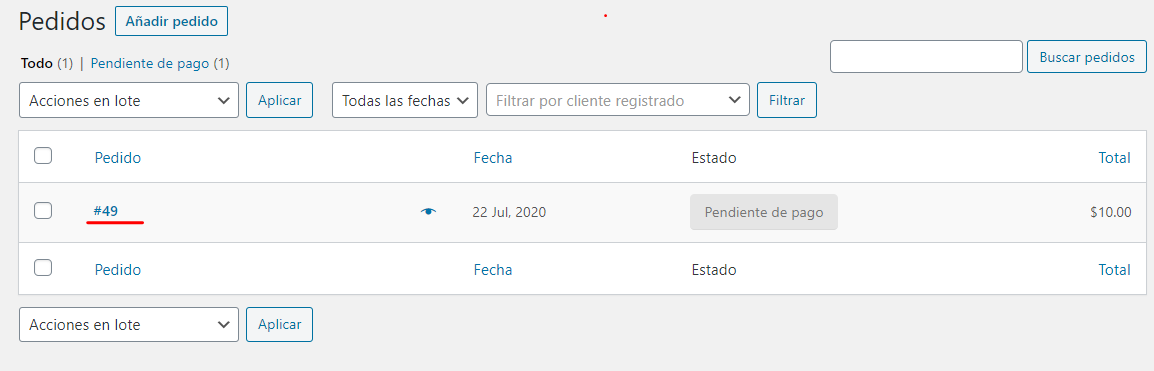 Pedidos Añadir pedido
Todo (1) | Pendiente de pago (1)
Buscar pedidos
Acciones en lote Aplicar Todas las fechas Filtrar por cliente registrado Filtrar
Pedido Fecha Estado Total
#49 22 Jul, 2020 Pendiente de pago $10.00
Pedido Fecha Estado Total
Acciones en lote Aplicar